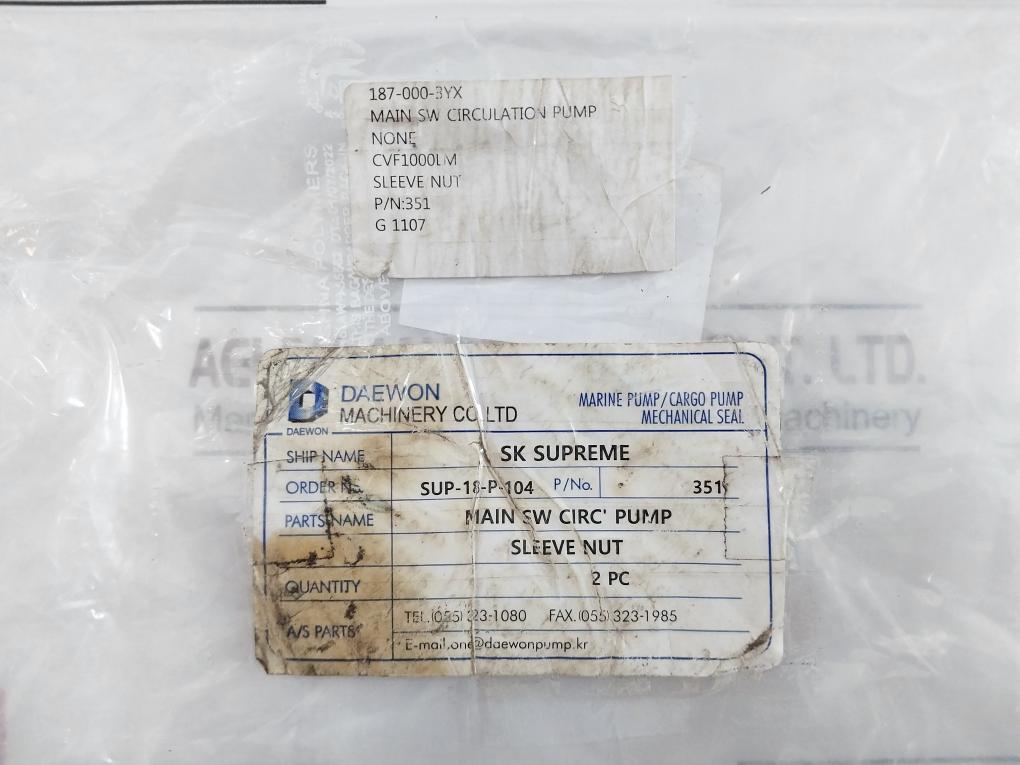 187-000-3YX
MAIN SW CIRCULATION PUMP
NONE
CVF1000LM
SLEEVE NUT
P/N:351
G 1107
LTD.
DAEWON
MACHINERY CO LTD
DAEWON
MARINE PUMP/CARGO PUMP
MECHANICAL SEAL
SHIP NAME SK SUPREME
ORDER No. SUP-18-P-104 P/No. 351
PARTS NAME MAIN SW CIRC' PUMP
SLEEVE NUT
QUANTITY 2 PC
A/S PARTS TEL.(055)323-1080 FAX.(055)323-1985
E-mail.one@daewonpump.kr